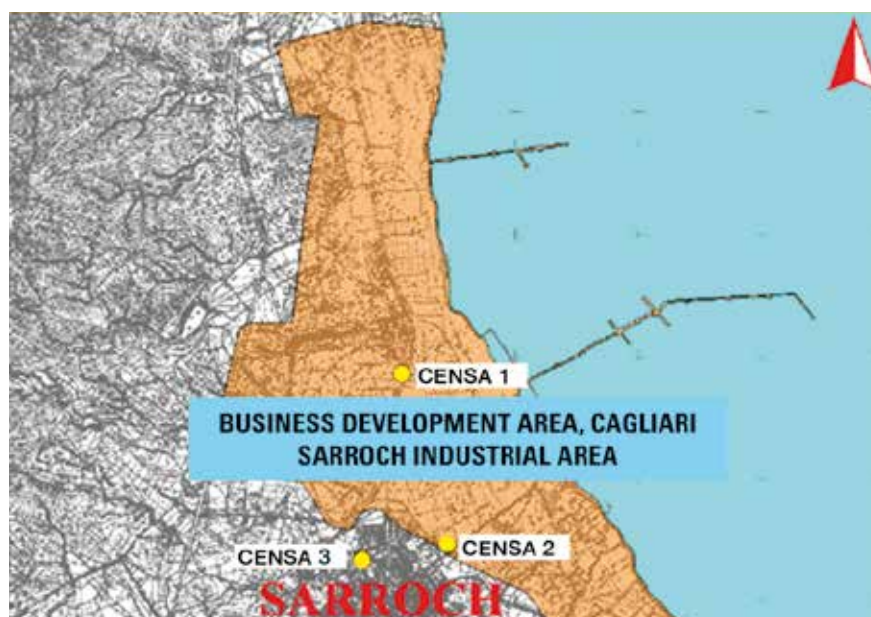 CENSA 1
BUSINESS DEVELOPMENT AREA, CAGLIARI
SARROCH INDUSTRIAL AREA
CENSA 2
CENSA 3
SARROCH